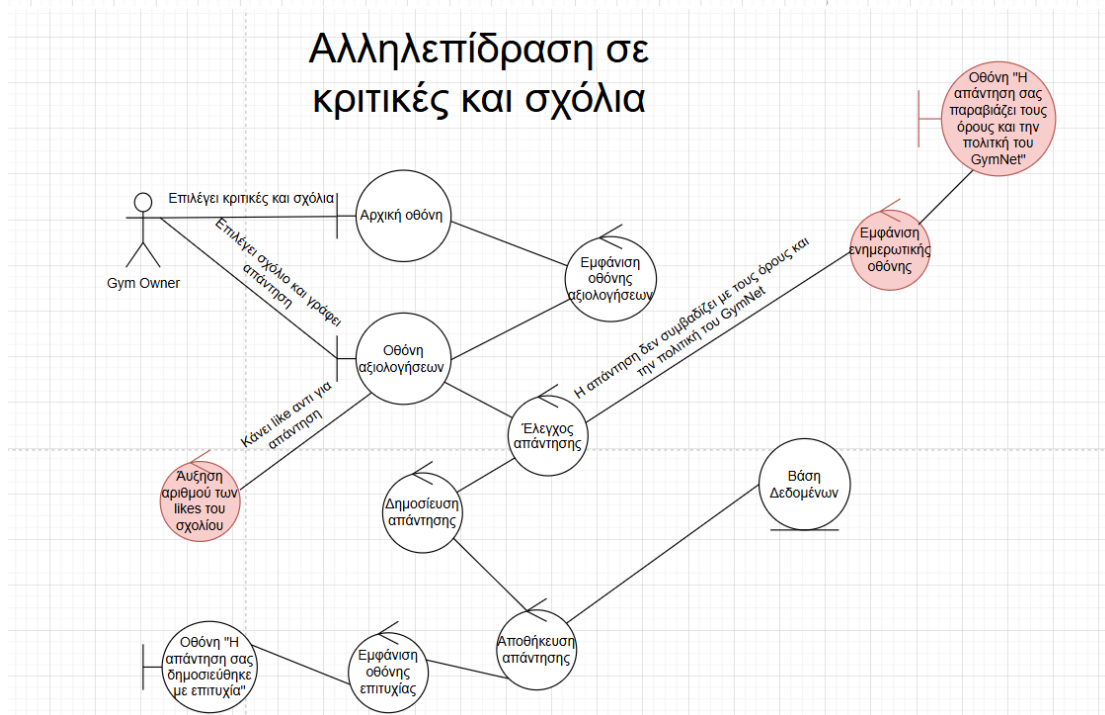 Αλληλεπίδραση σε
κριτικές και σχόλια
Οθόνη "Η
απάντηση σας
παραβιάζει τους
όρους και την
πολιτκή του
GymNet"
Επιλέγει κριτικές και σχόλια
Αρχική οθόνη
Gym Owner
Επιλέγει σχόλιο και γράφει
απάντηση
Εμφάνιση
οθόνης
αξιολογήσεων
Εμφάνιση
ενημερωτικής
οθόνης
Η απάντηση δεν συμβαδίζει με τους όρους και
την πολιτική του GymNet
Οθόνη
αξιολογήσεων
Κάνει like αντι για
απάντηση
Έλεγχος
απάντησης
Άυξηση
αριθμού των
likes του
σχολίου
Δημοσίευση
απάντησης
Βάση
Δεδομένων
Οθόνη "Η
απάντηση σας
δημοσιεύθηκε
με επιτυχία"
Εμφάνιση
οθόνης
επιτυχίας
Αποθήκευση
απάντησης